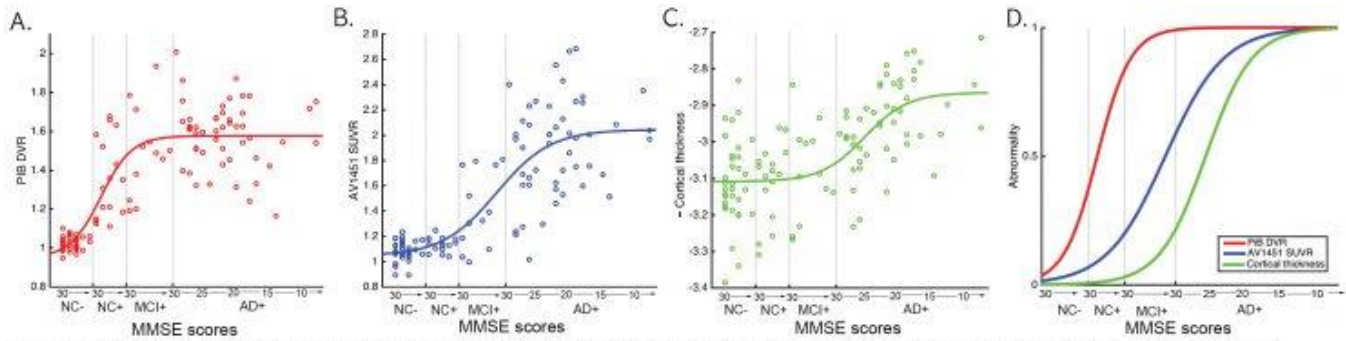 A.
PIB DVR
2
1.8
1.6
1.4
1.2
1
0.8
30 30 30 25 20 15 10
NC- NC+ MCI+ AD+
MMSE scores
B.
AV1451 SUVR
2.8
2.6
2.4
2.2
2.0
1.8
1.6
1.4
1.2
1
0.8
30 30 30 25 20 15 10
NC- NC+ MCI+ AD+
MMSE scores
C.
– Cortical thickness
-2.7
-2.8
-2.9
-3
-3.1
-3.2
-3.3
-3.4
30 30 30 25 20 15 10
NC- NC+ MCI+ AD+
MMSE scores
D.
Abnormality
1
0.5
0
PIB DVR
AV1451 SUVR
Cortical thickness
30 30 30 25 20 15 10
NC- NC+ MCI+ AD+
MMSE scores